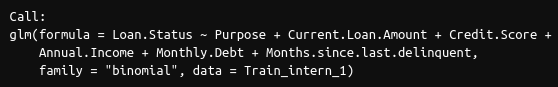 Call:
glm(formula = Loan.Status ~ Purpose + Current.Loan.Amount + Credit.Score +
    Annual.Income + Monthly.Debt + Months.since.last.delinquent,
    family = "binomial", data = Train_intern_1)